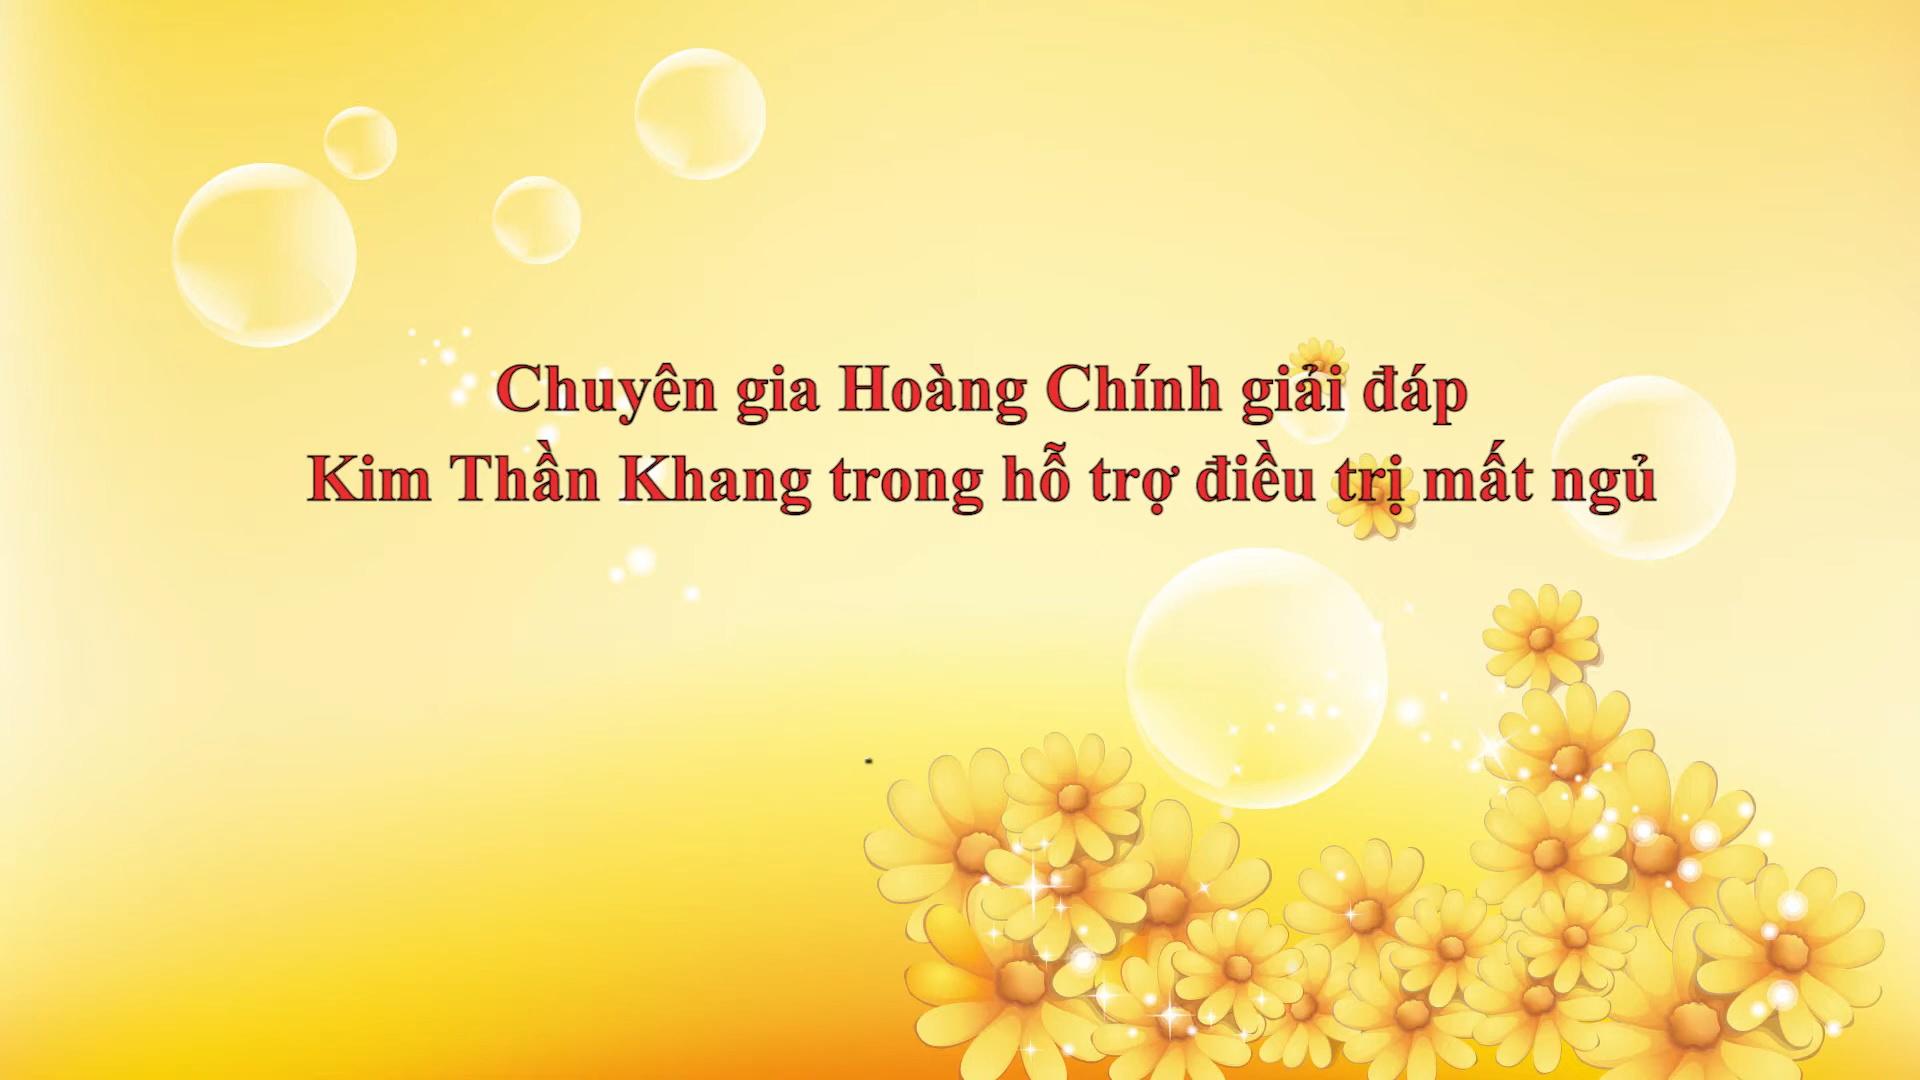 Chuyên gia Hoàng Chính giải đáp
Kim Thần Khang trong hỗ trợ điều trị mất ngủ